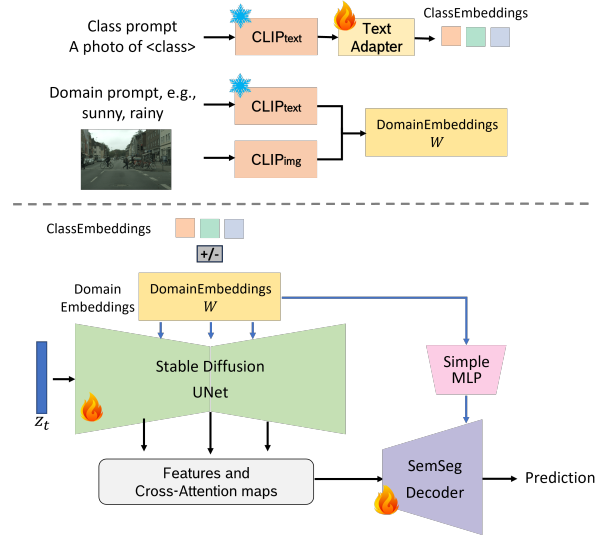 Class prompt
A photo of <class>
CLIPtext
Text
Adapter
ClassEmbeddings
Domain prompt, e.g.,
sunny, rainy
CLIPtext
CLIPimg
DomainEmbeddings
W
ClassEmbeddings
+/-
Domain
Embeddings
DomainEmbeddings
W
Stable Diffusion
UNet
Simple
MLP
zt
Features and
Cross-Attention maps
SemSeg
Decoder
Prediction